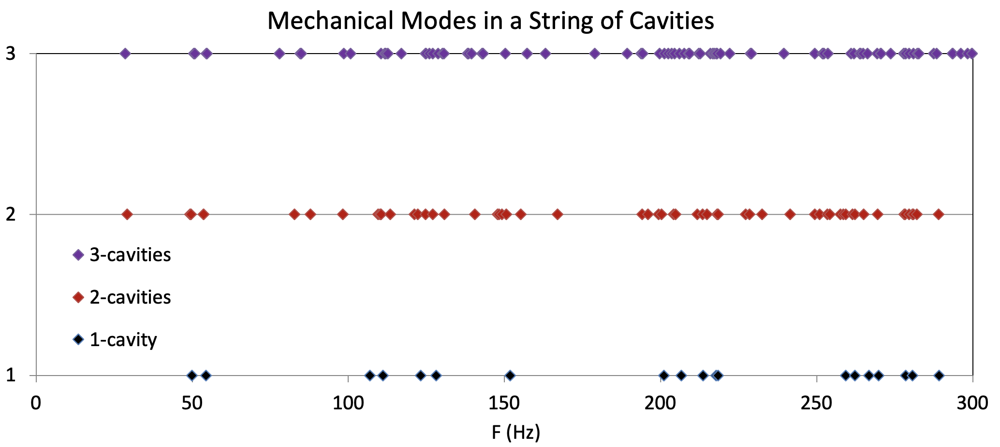 Mechanical Modes in a String of Cavities
3
2
3-cavities
2-cavities
1-cavity
1
0 50 100 150 200 250 300
F (Hz)